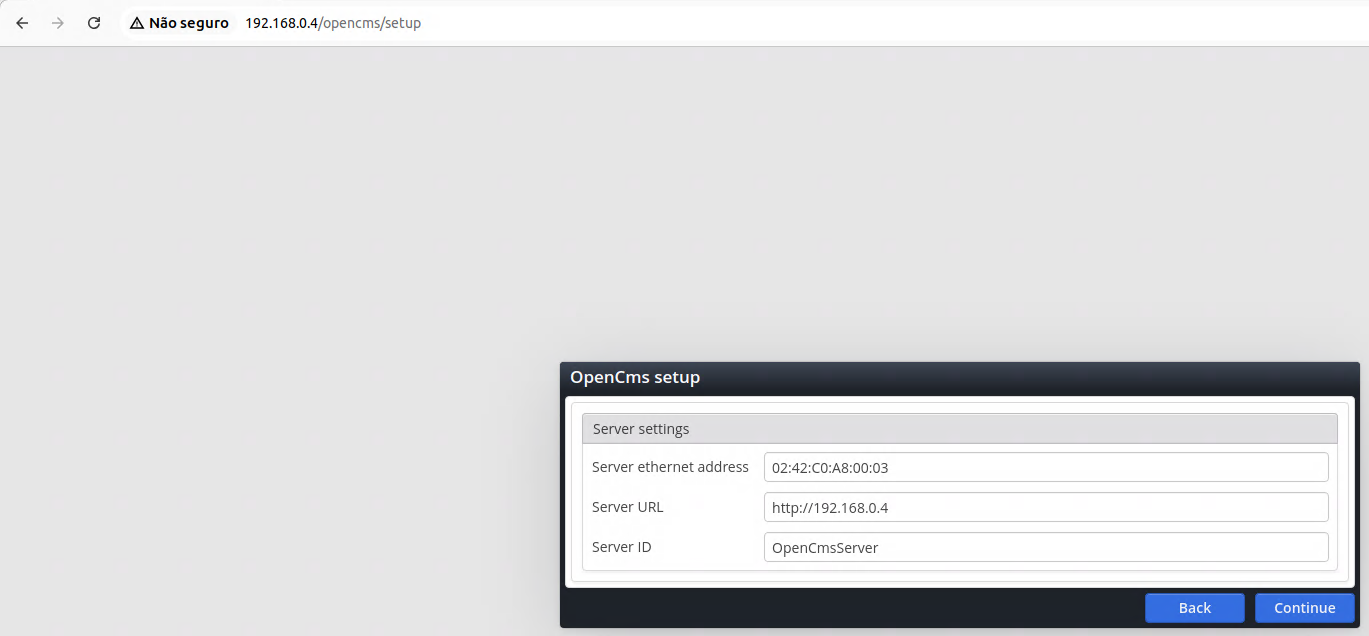 Não seguro 192.168.0.4/opencms/setup
OpenCms setup
Server settings
Server ethernet address 02:42:C0:A8:00:03
Server URL http://192.168.0.4
Server ID OpenCmsServer
Back Continue